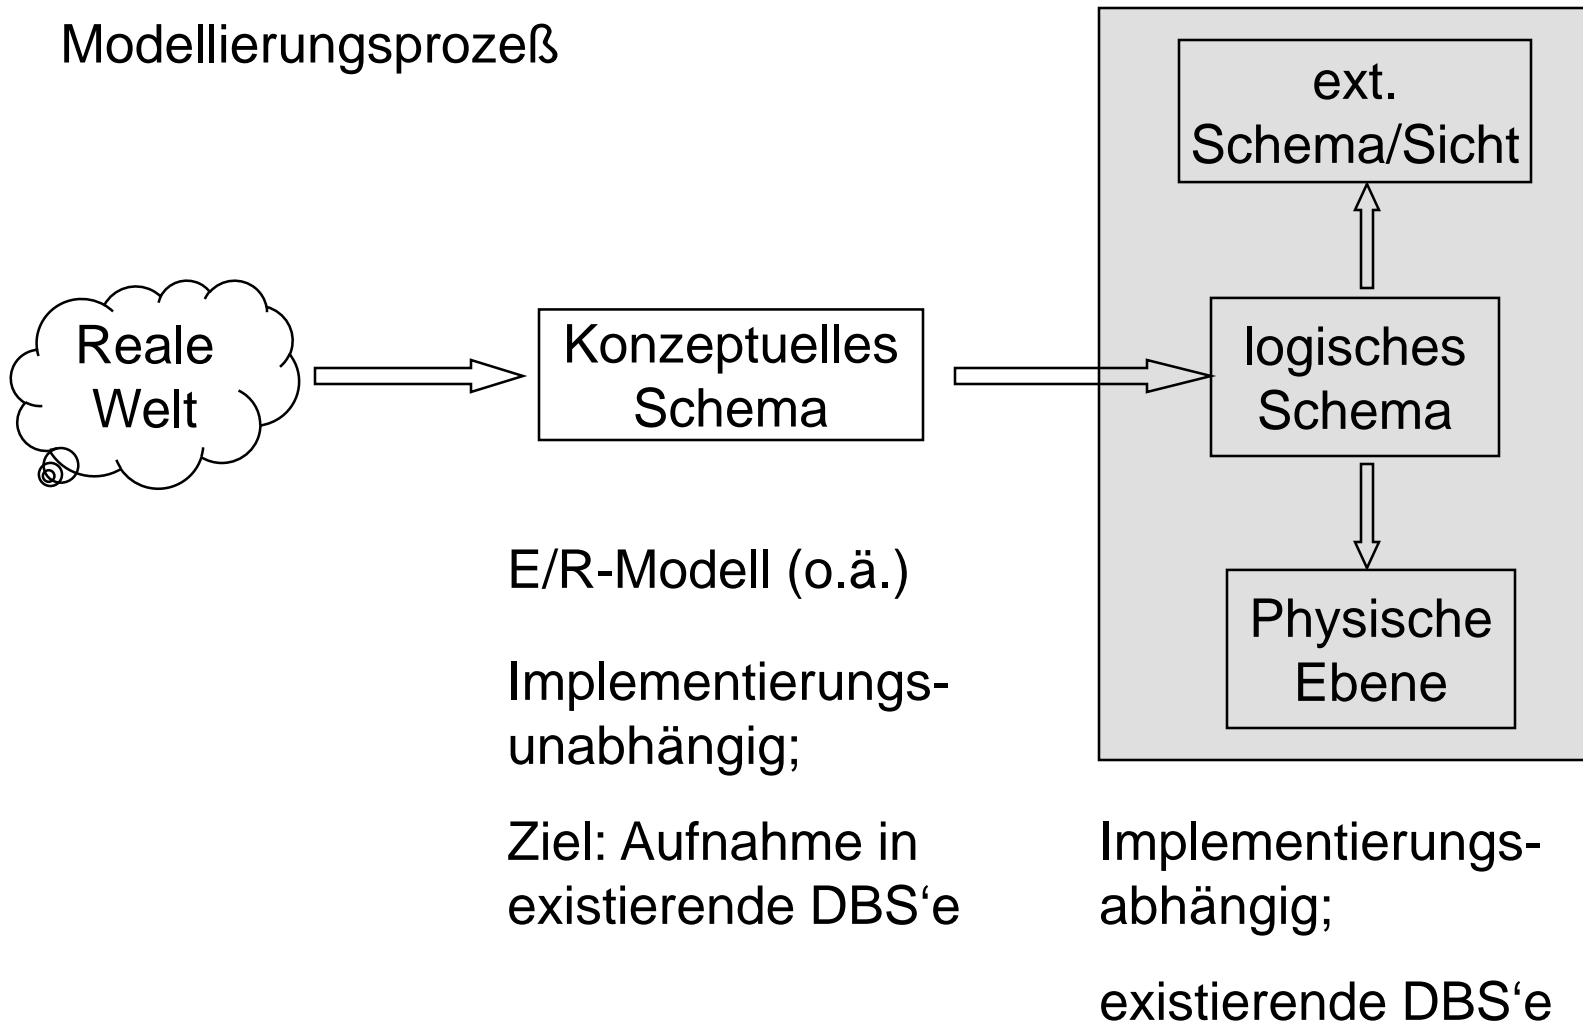 Modellierungsprozeß
ext.
Schema/Sicht
Reale
Welt
Konzeptuelles
Schema
logisches
Schema
Physische
Ebene
E/R-Modell (o.ä.)
Implementierungs-
unabhängig;
Ziel: Aufnahme in
existierende DBS‘e
Implementierungs-
abhängig;
existierende DBS‘e